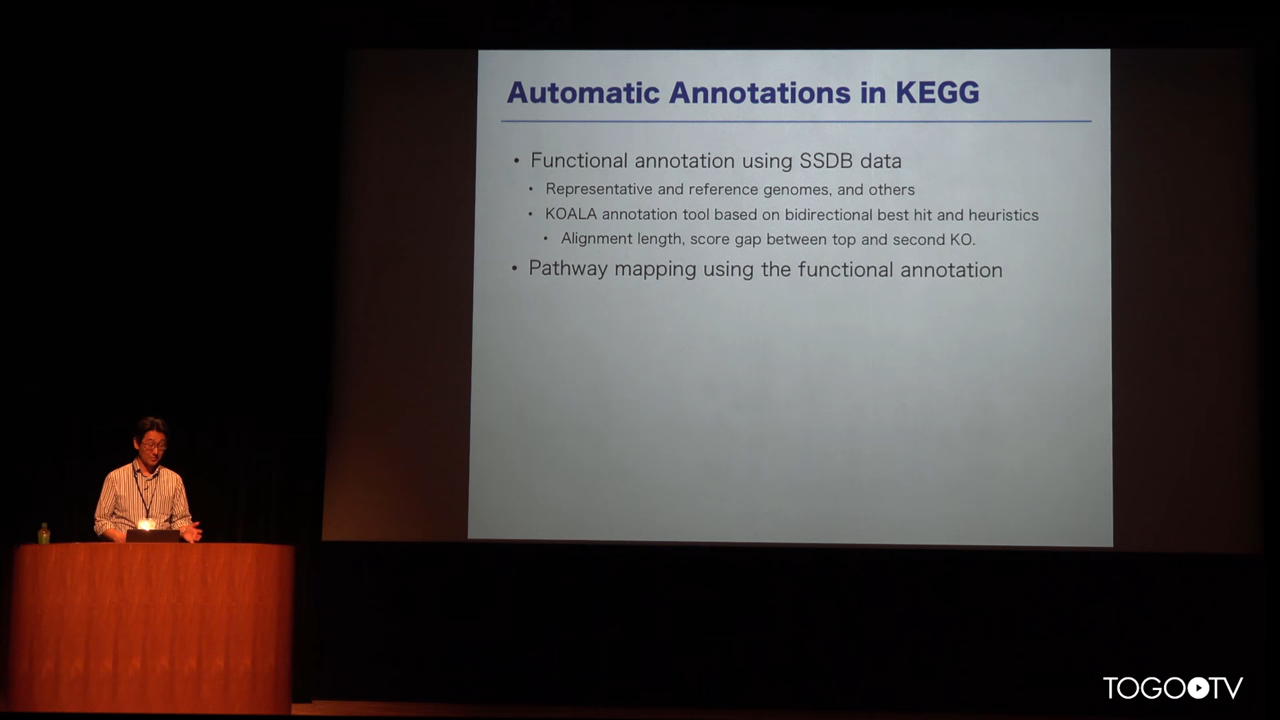 Automatic Annotations in KEGG
• Functional annotation using SSDB data
• Representative and reference genomes, and others
• KOALA annotation tool based on bidirectional best hit and heuristics
• Alignment length, score gap between top and second KO.
• Pathway mapping using the functional annotation
TOGOTV